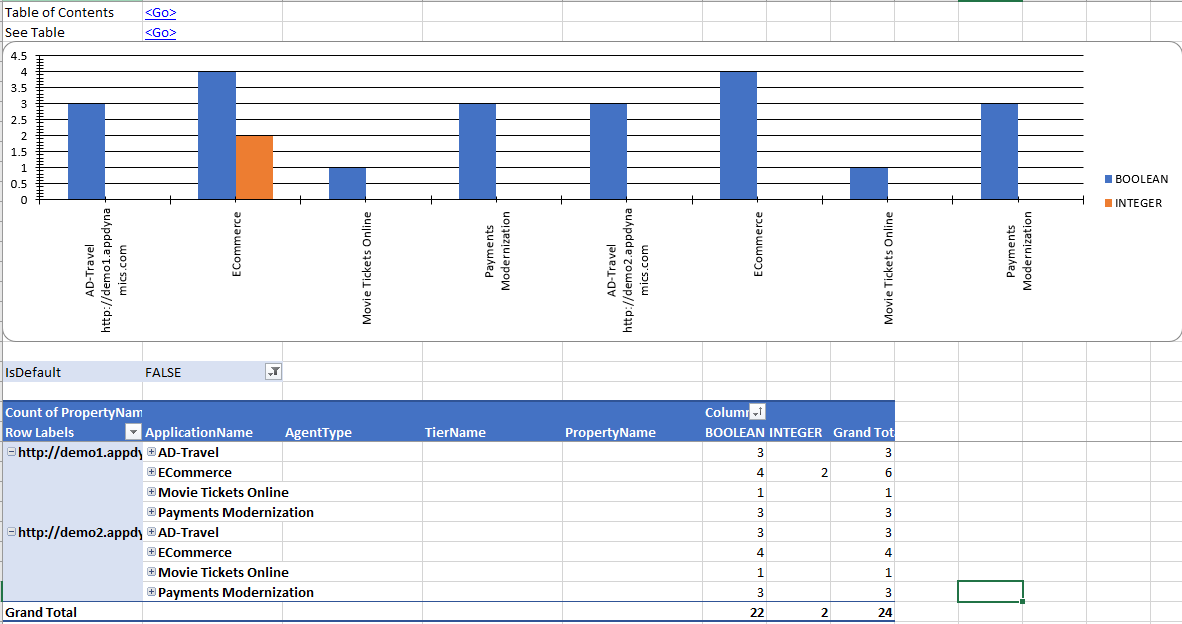 Table of Contents <Go>
See Table <Go>
4.5
4
3.5
3
2.5
2
1.5
1
0.5
0
AD-Travel
http://demo1.appdyna
mics.com
ECommerce
Movie Tickets Online
Payments
Modernization
AD-Travel
http://demo2.appdyna
mics.com
ECommerce
Movie Tickets Online
Payments
Modernization
BOOLEAN
INTEGER
IsDefault FALSE
Count of PropertyNam Column
Row Labels ApplicationName AgentType TierName PropertyName BOOLEAN INTEGER Grand Tot
http://demo1.appdy AD-Travel 3 3
ECommerce 4 2 6
Movie Tickets Online 1 1
Payments Modernization 3 3
http://demo2.appdy AD-Travel 3 3
ECommerce 4 4
Movie Tickets Online 1 1
Payments Modernization 3 3
Grand Total 22 2 24